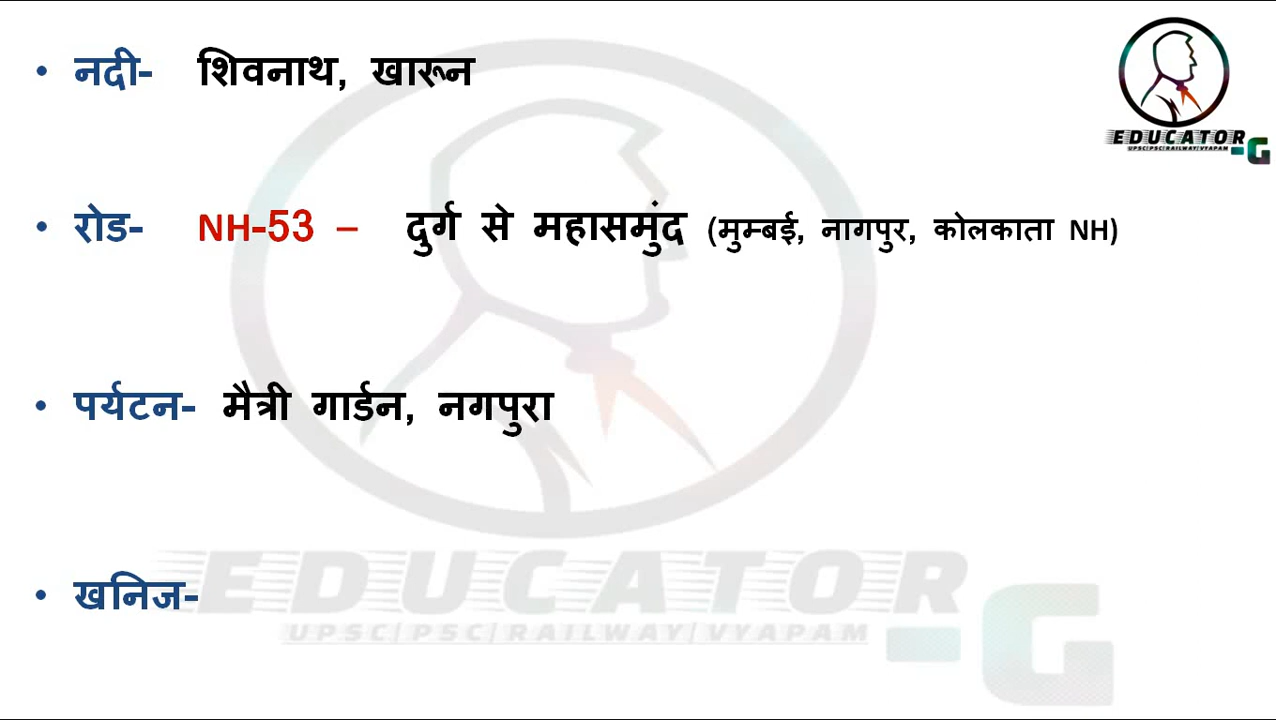 • नदी- शिवनाथ, खारून
EDUCATOR
UPSC|PSC|RAILWAY|VYAPAM
-G
• रोड- NH-53 – दुर्ग से महासमुंद (मुम्बई, नागपुर, कोलकाता NH)
• पर्यटन- मैत्री गार्डन, नगपुरा
• खनिज-
EDUCATOR
UPSC|PSC|RAILWAY|VYAPAM
-G